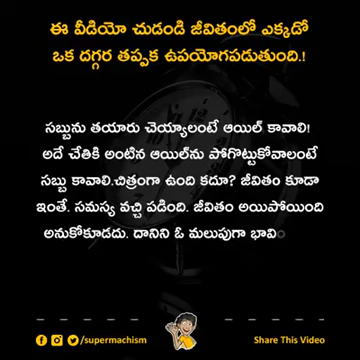 ఈ వీడియో చుడండి జీవితంలో ఎక్కడో
ఒక దగ్గర తప్పక ఉపయోగపడుతుంది.!
సబ్బును తయారు చెయ్యాలంటే ఆయిల్ కావాలి!
అదే చేతికి అంటిన ఆయిల్‌ను పోగొట్టుకోవాలంటే
సబ్బు కావాలి.చిత్రంగా ఉంది కదూ? జీవితం కూడా
ఇంతే. సమస్య వచ్చి పడింది. జీవితం అయిపోయింది
అనుకోకూడదు. దానిని ఓ మలుపుగా భావిం
/supermachism
Share This Video